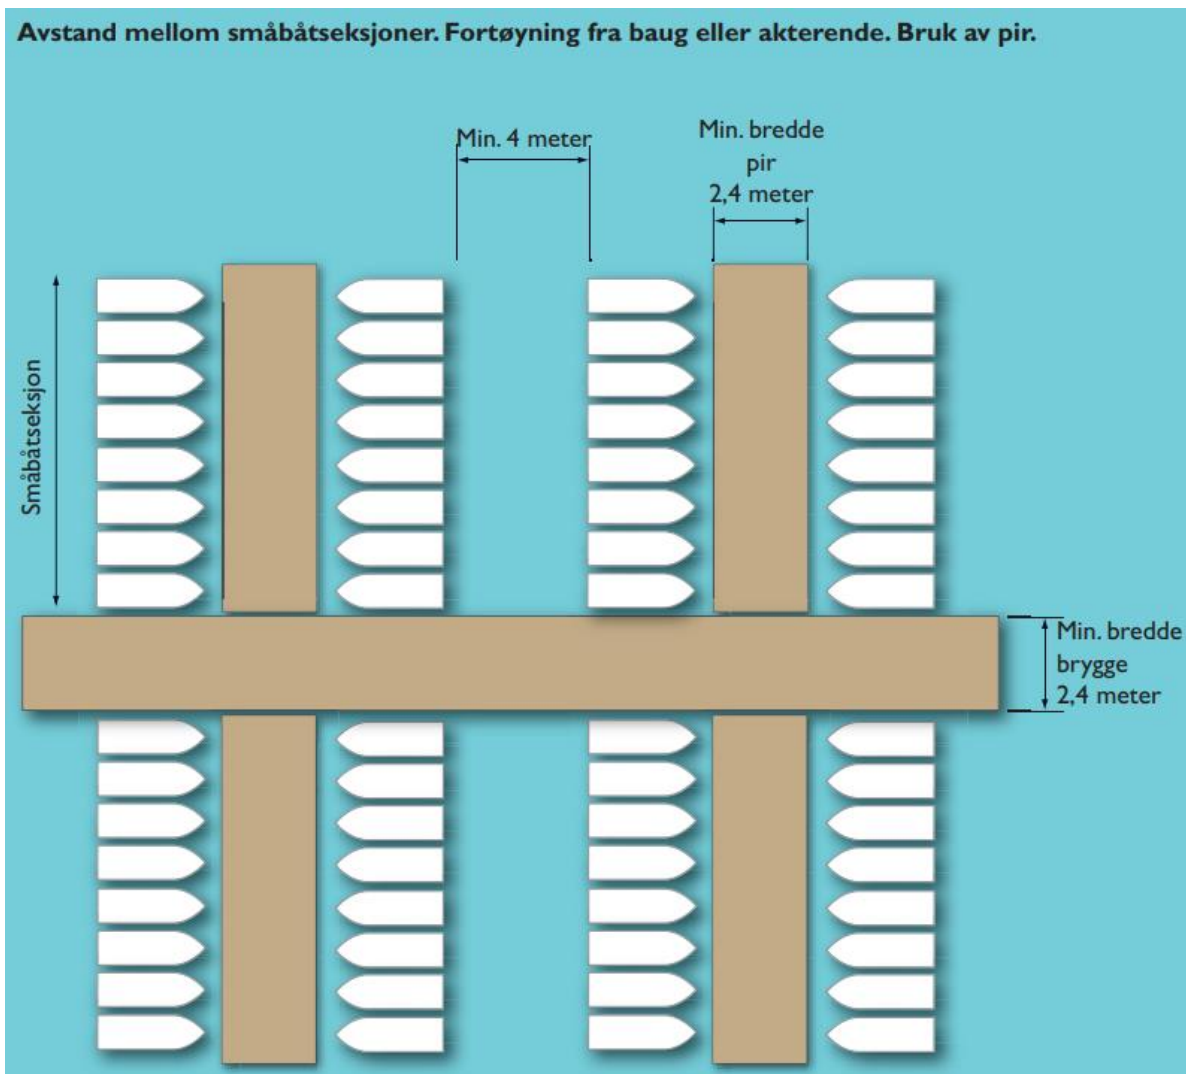 Avstand mellom småbåtseksjoner. Fortøyning fra baug eller akterende. Bruk av pir.
Min. 4 meter
Min. bredde
pir
2,4 meter
Småbåtseksjon
Min. bredde
brygge
2,4 meter